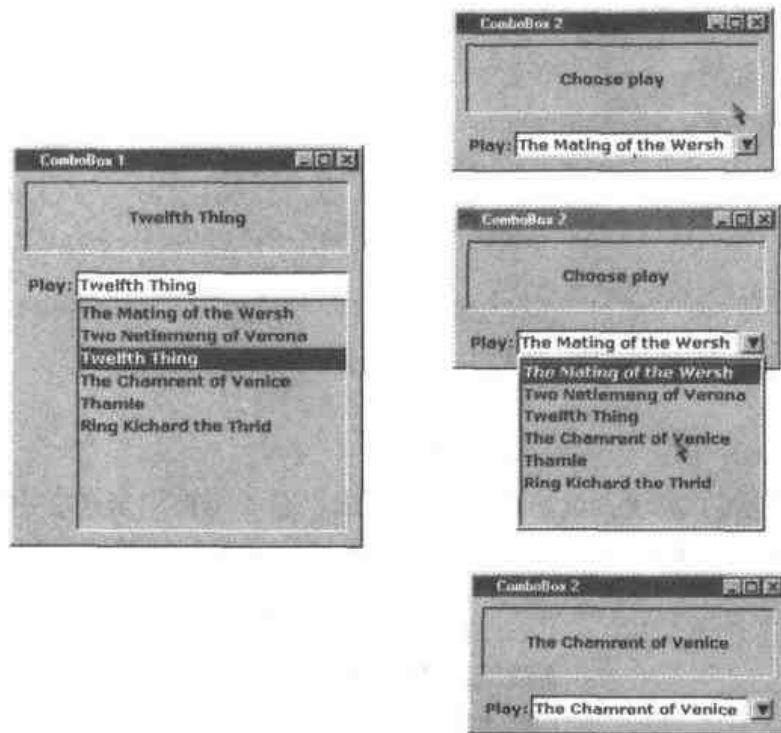 ComboBox 1
Twelfth Thing
Play: Twelfth Thing
The Mating of the Wersh
Two Netlemeng of Verona
Twelfth Thing
The Chamrent of Venice
Thamle
Ring Kichard the Thrid
ComboBox 2
Choose play
Play: The Mating of the Wersh
ComboBox 2
Choose play
Play: The Mating of the Wersh
The Mating of the Wersh
Two Netlemeng of Verona
Twelfth Thing
The Chamrent of Venice
Thamle
Ring Kichard the Thrid
ComboBox 2
The Chamrent of Venice
Play: The Chamrent of Venice